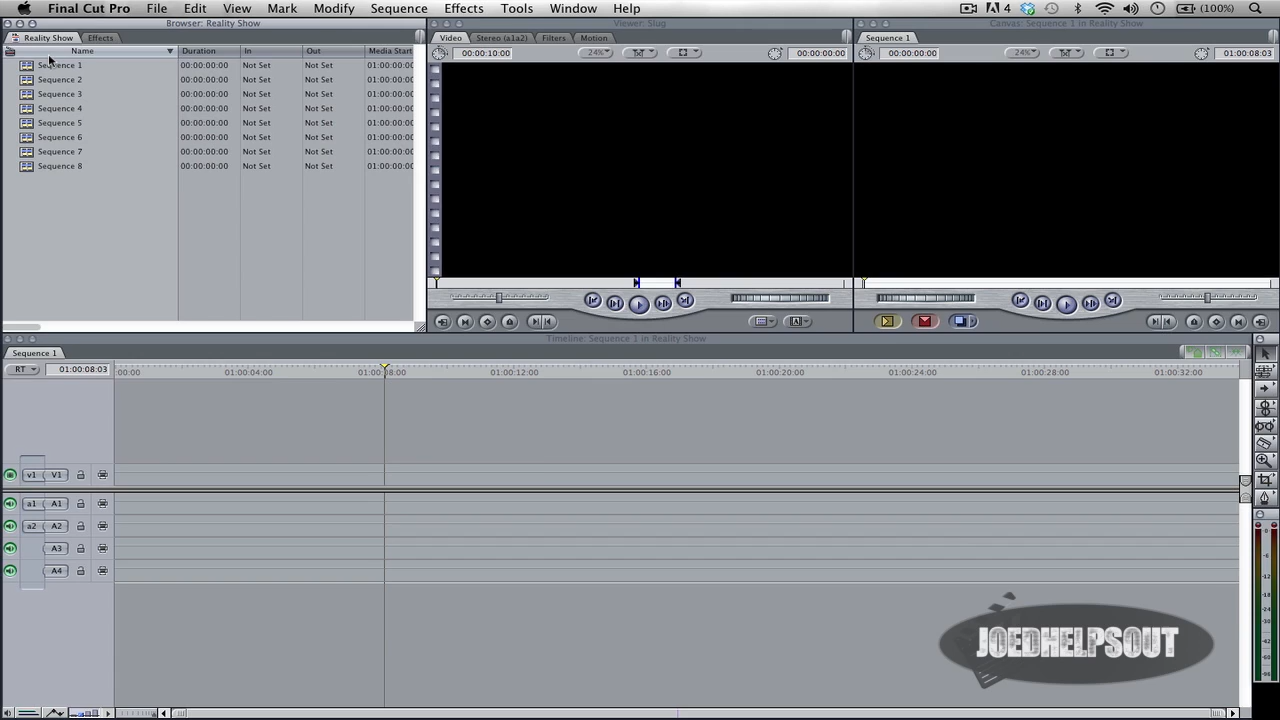 Final Cut Pro File Edit View Mark Modify Sequence Effects Tools Window Help 4 (100%)
Browser: Reality Show
Reality Show Effects
Name Duration In Out Media Start
Sequence 1 00:00:00:00 Not Set Not Set 01:00:00:00
Sequence 2 00:00:00:00 Not Set Not Set 01:00:00:00
Sequence 3 00:00:00:00 Not Set Not Set 01:00:00:00
Sequence 4 00:00:00:00 Not Set Not Set 01:00:00:00
Sequence 5 00:00:00:00 Not Set Not Set 01:00:00:00
Sequence 6 00:00:00:00 Not Set Not Set 01:00:00:00
Sequence 7 00:00:00:00 Not Set Not Set 01:00:00:00
Sequence 8 00:00:00:00 Not Set Not Set 01:00:00:00
Viewer: Slug
Video Stereo (a1a2) Filters Motion
00:00:10:00 24% 00:00:00:00
Canvas: Sequence 1 in Reality Show
Sequence 1
00:00:00:00 24% 01:00:08:03
Timeline: Sequence 1 in Reality Show
Sequence 1
RT 01:00:08:03 :00:00 01:00:04:00 01:00:08:00 01:00:12:00 01:00:16:00 01:00:20:00 01:00:24:00 01:00:28:00 01:00:32:00
v1 V1
a1 A1
a2 A2
A3
A4
JOEDHELPSOUT